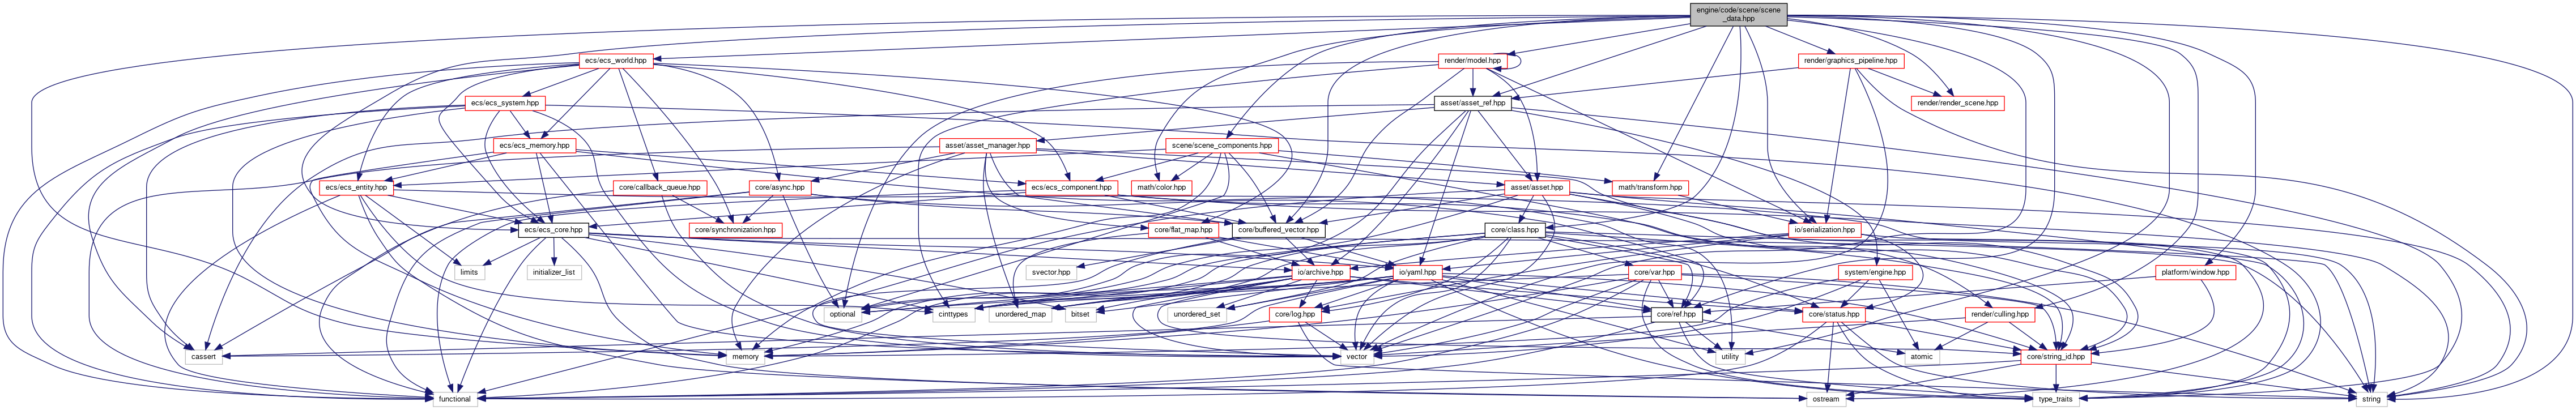 engine/code/scene/scene
_data.hpp
ecs/ecs_world.hpp
render/model.hpp
render/graphics_pipeline.hpp
ecs/ecs_system.hpp
asset/asset_ref.hpp
render/render_scene.hpp
ecs/ecs_memory.hpp
asset/asset_manager.hpp
scene/scene_components.hpp
ecs/ecs_entity.hpp
core/callback_queue.hpp
core/async.hpp
ecs/ecs_component.hpp
math/color.hpp
asset/asset.hpp
math/transform.hpp
ecs/ecs_core.hpp
core/synchronization.hpp
core/flat_map.hpp
core/buffered_vector.hpp
core/class.hpp
io/serialization.hpp
limits
initializer_list
svector.hpp
io/archive.hpp
io/yaml.hpp
core/var.hpp
system/engine.hpp
platform/window.hpp
optional
cinttypes
unordered_map
bitset
unordered_set
core/log.hpp
core/ref.hpp
core/status.hpp
render/culling.hpp
cassert
memory
vector
utility
atomic
core/string_id.hpp
functional
ostream
type_traits
string